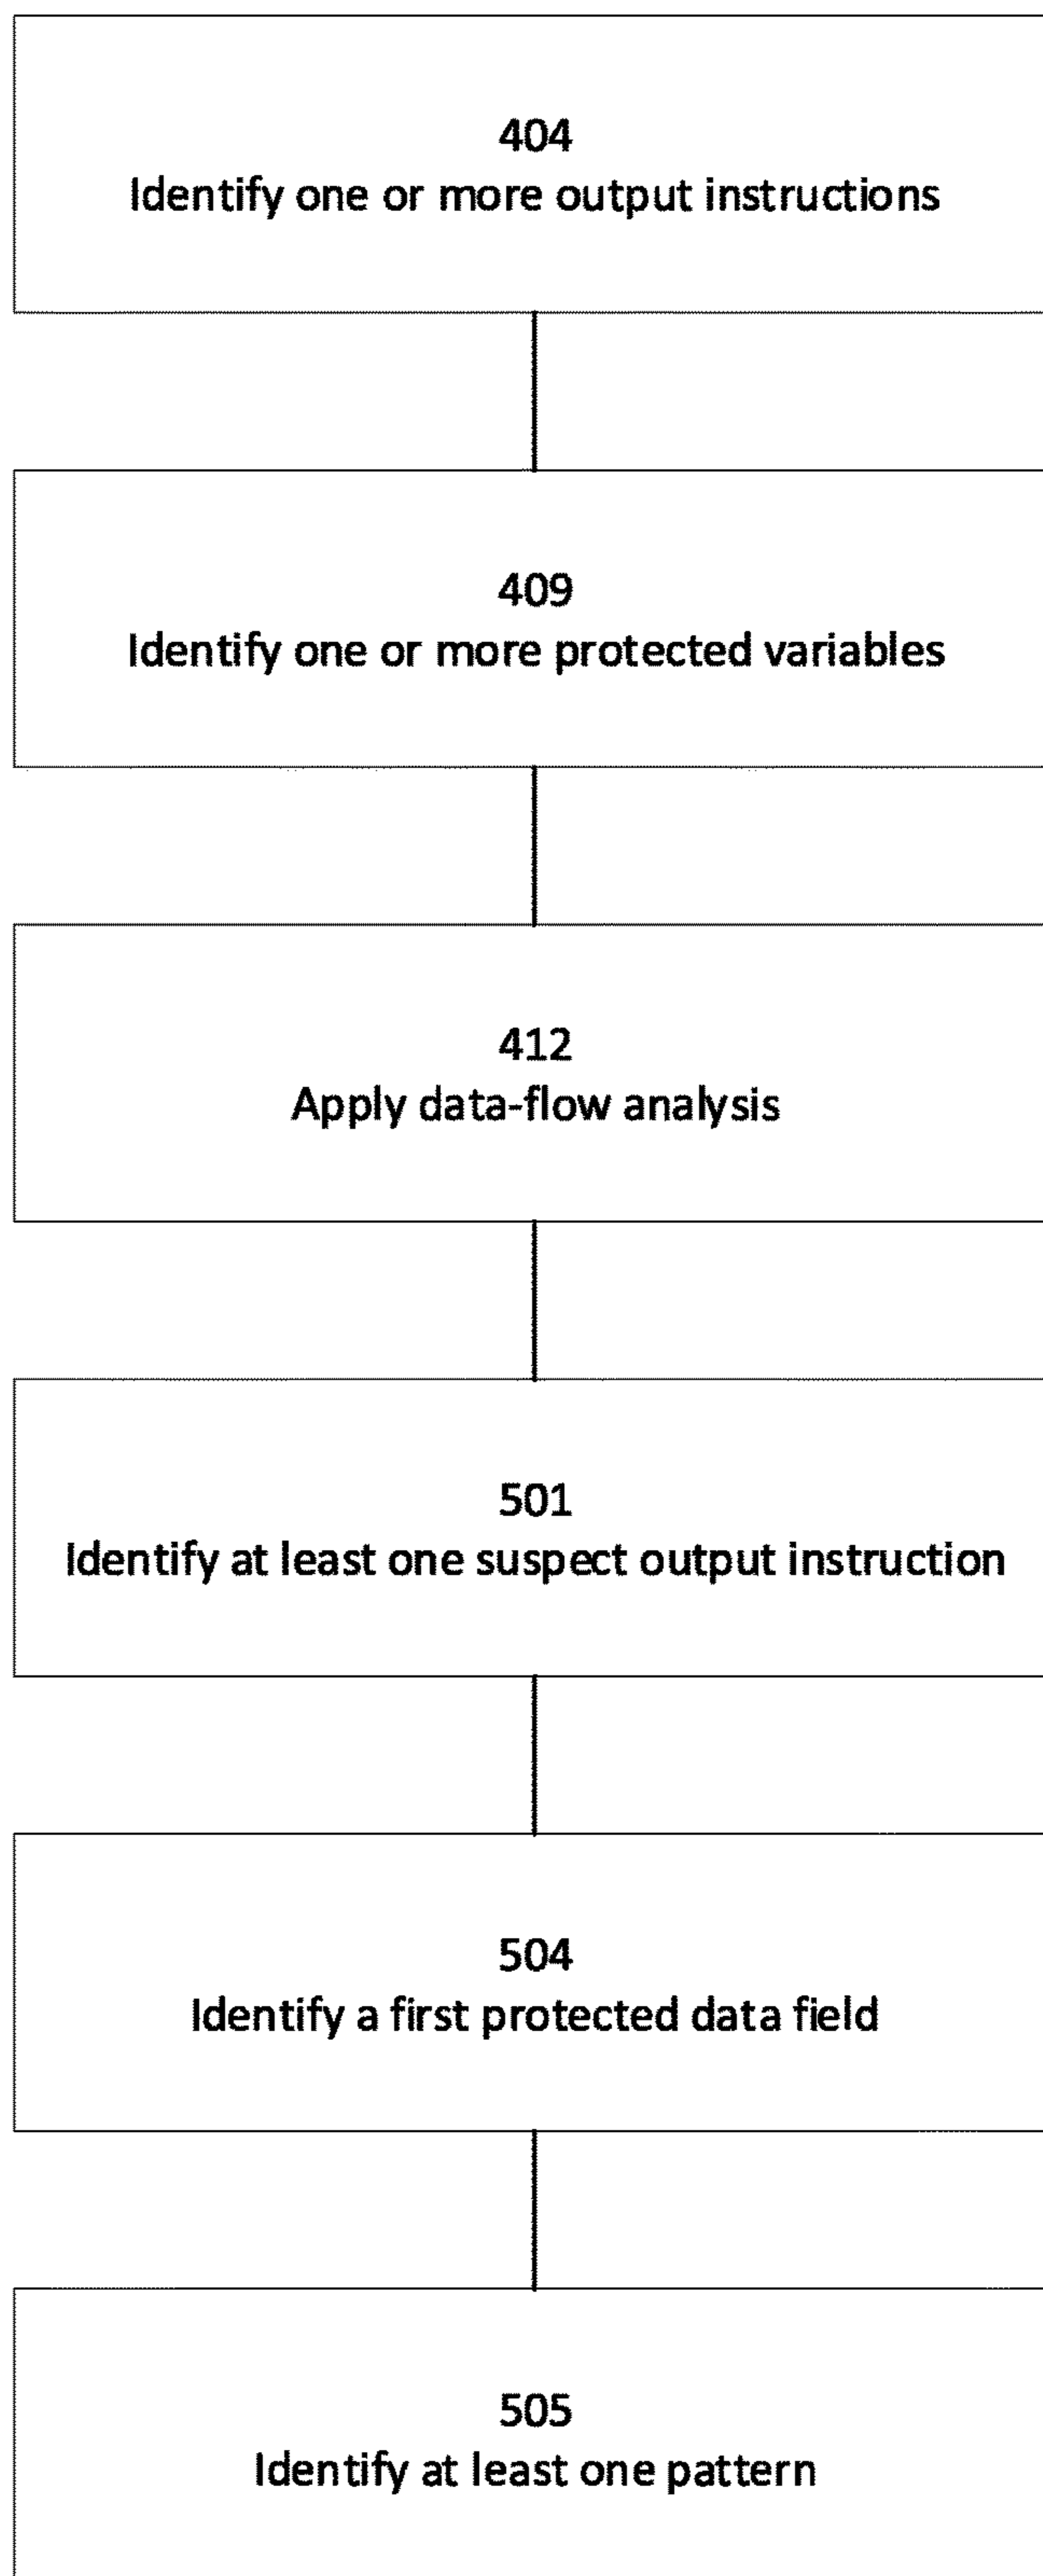 404
Identify one or more output instructions
409
Identify one or more protected variables
412
Apply data-flow analysis
501
Identify at least one suspect output instruction
504
Identify a first protected data field
505
Identify at least one pattern